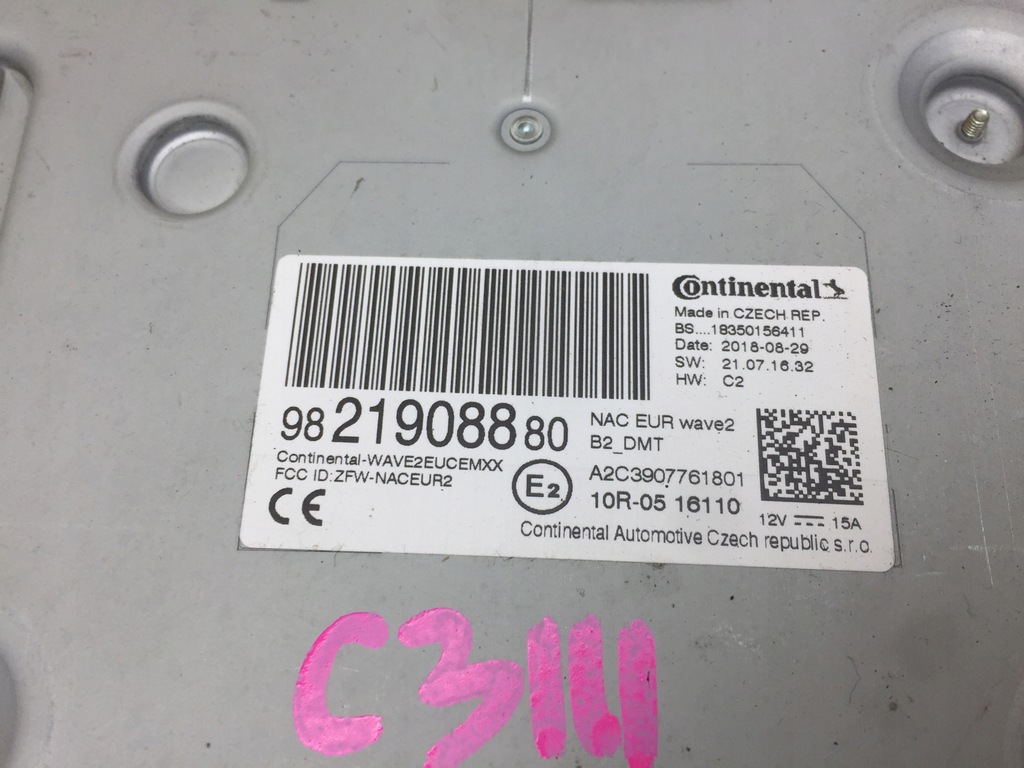 Continental
Made in CZECH REP.
BS....18350156411
Date: 2018-08-29
SW: 21.07.16.32
HW: C2
98 219088 80
NAC EUR wave2
B2_DMT
Continental-WAVE2EUCEMXX
FCC ID:ZFW-NACEUR2
CE
E2
A2C3907761801
10R-05 16110
12V 15A
Continental Automotive Czech republic s.r.o.
C3III